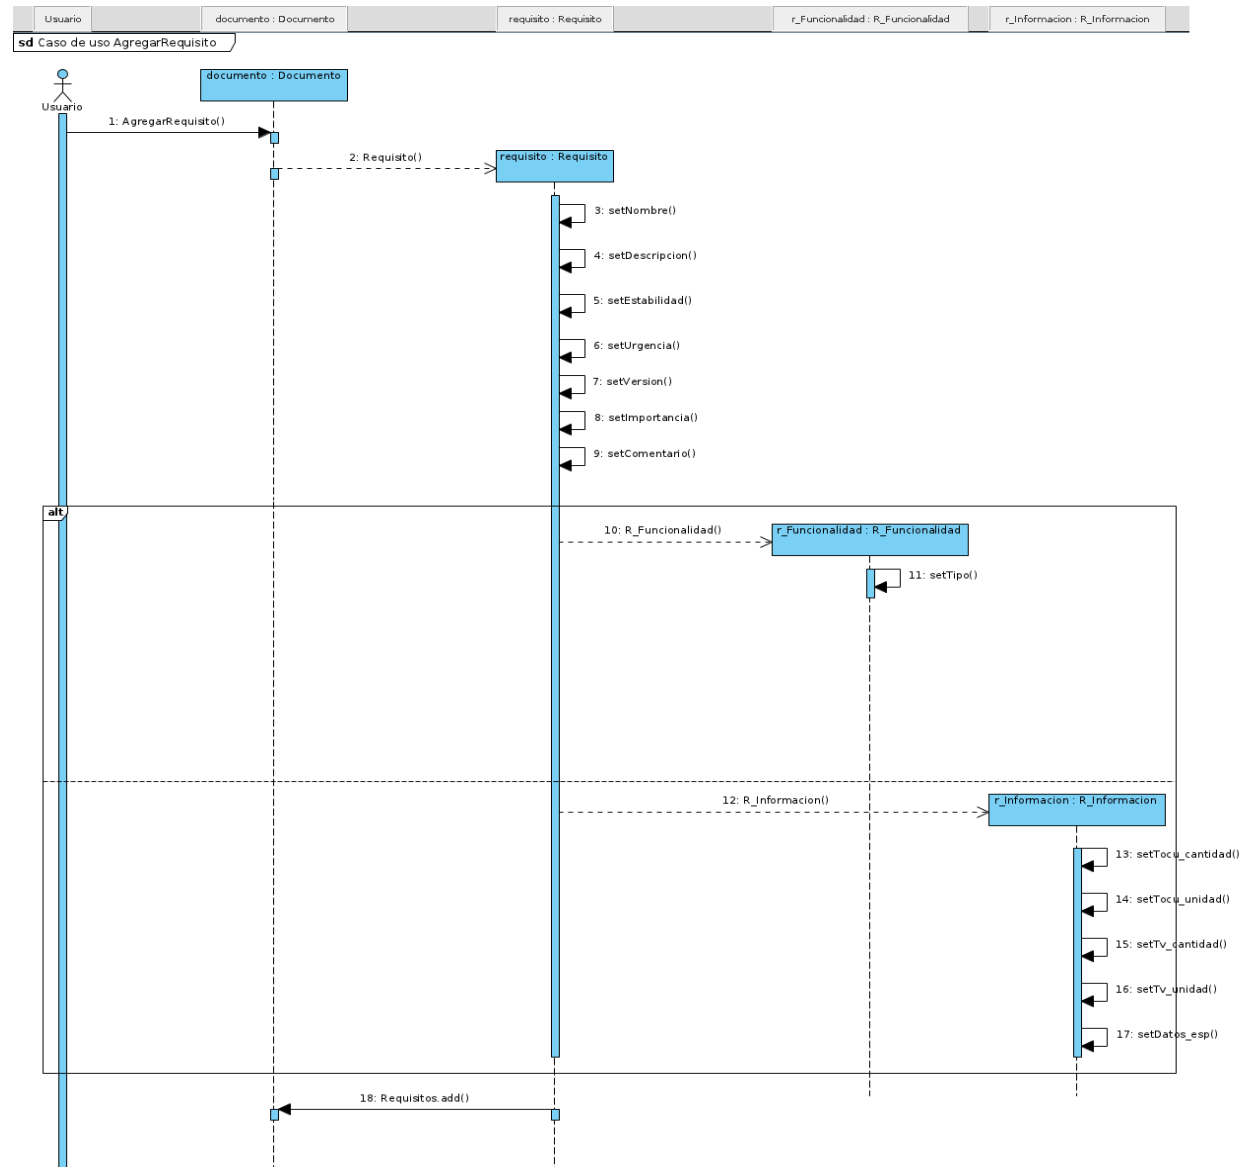 Usuario
documento : Documento
requisito : Requisito
r_Funcionalidad : R_Funcionalidad
r_Informacion : R_Informacion
sd Caso de uso AgregarRequisito
documento : Documento
Usuario
1: AgregarRequisito()
2: Requisito()
requisito : Requisito
3: setNombre()
4: setDescripcion()
5: setEstabilidad()
6: setUrgencia()
7: setVersion()
8: setImportancia()
9: setComentario()
alt
10: R_Funcionalidad()
r_Funcionalidad : R_Funcionalidad
11: setTipo()
12: R_Informacion()
r_Informacion : R_Informacion
13: setTocu_cantidad()
14: setTocu_unidad()
15: setTv_cantidad()
16: setTv_unidad()
17: setDatos_esp()
18: Requisitos.add()